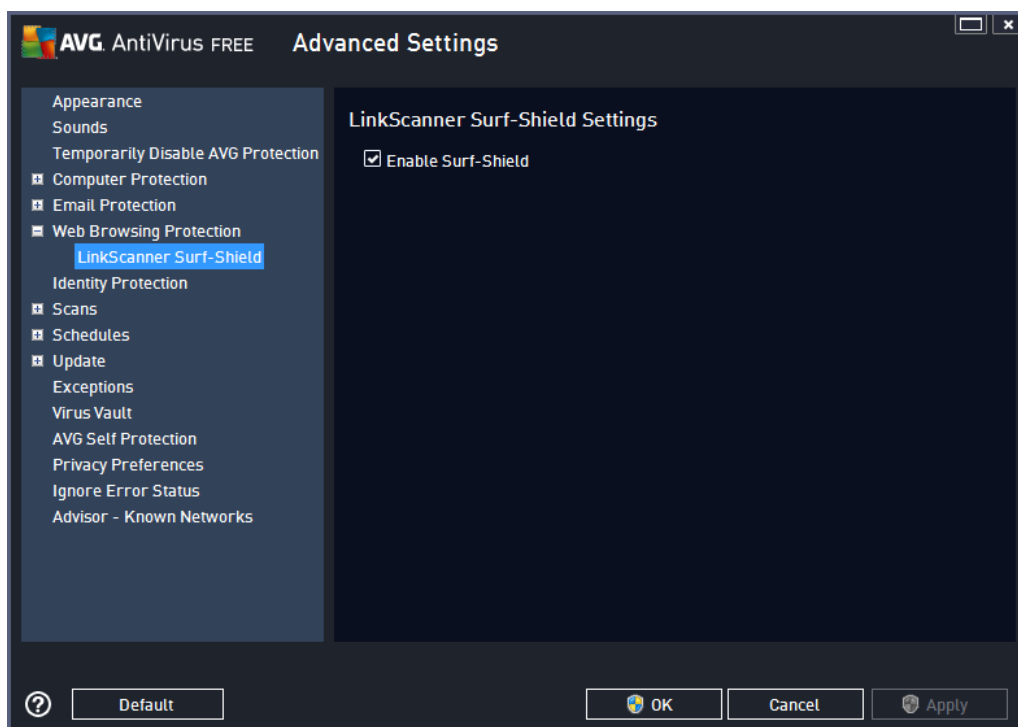 AVG. AntiVirus FREE Advanced Settings
Appearance
Sounds
Temporarily Disable AVG Protection
Computer Protection
Email Protection
Web Browsing Protection
LinkScanner Surf-Shield
Identity Protection
Scans
Schedules
Update
Exceptions
Virus Vault
AVG Self Protection
Privacy Preferences
Ignore Error Status
Advisor - Known Networks
LinkScanner Surf-Shield Settings
Enable Surf-Shield
? Default OK Cancel Apply